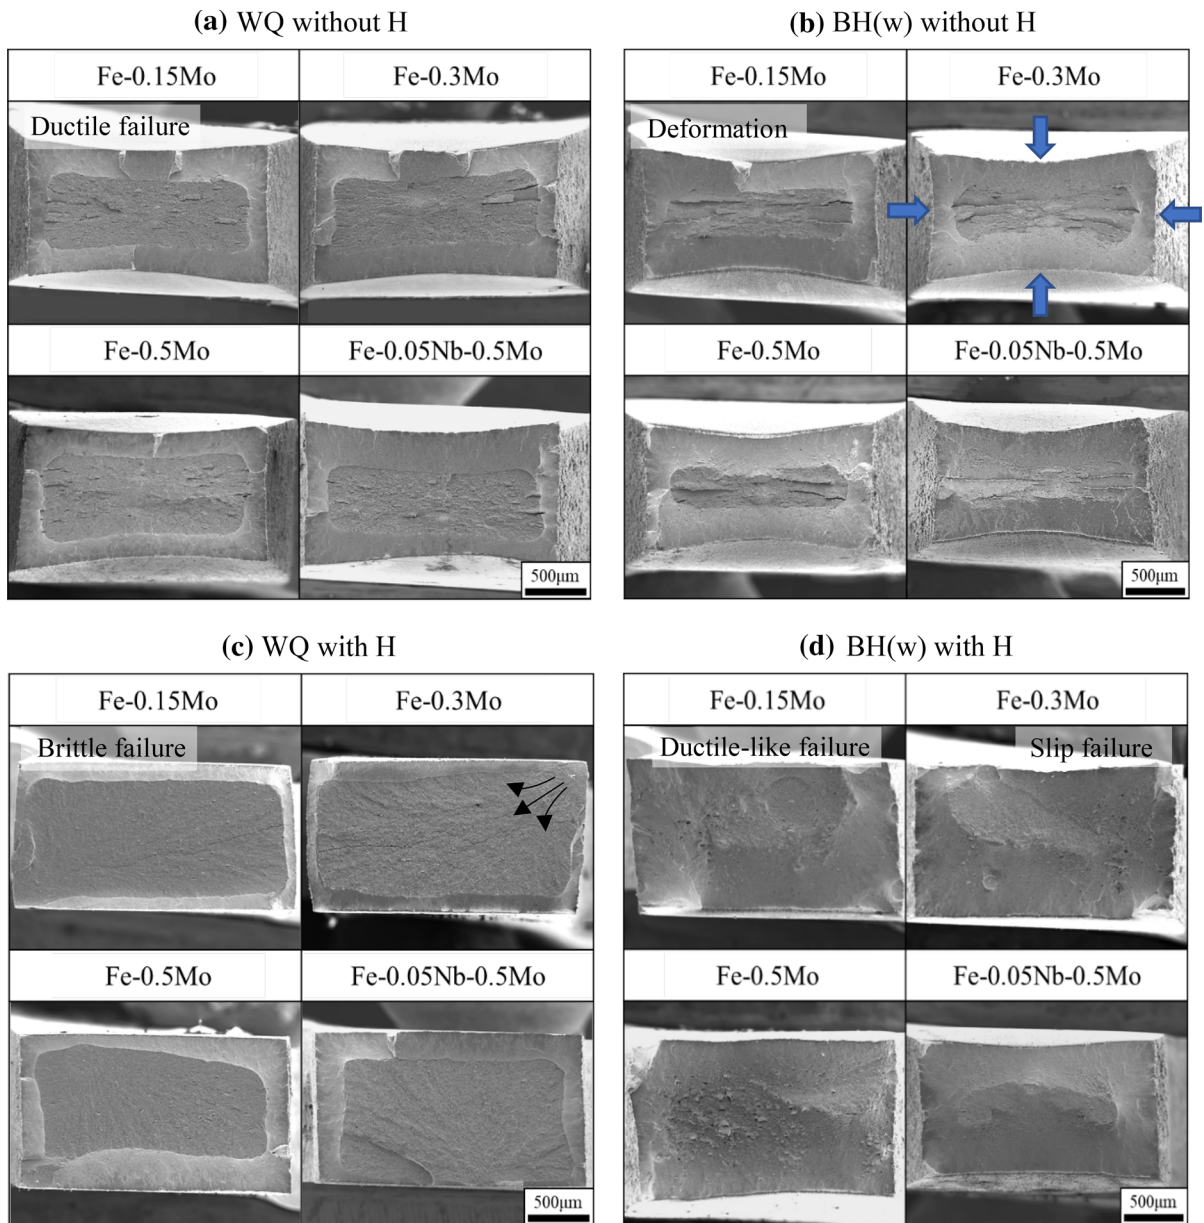 (a) WQ without H
(b) BH(w) without H
Fe-0.15Mo
Fe-0.3Mo
Fe-0.15Mo
Fe-0.3Mo
Ductile failure
Deformation
Fe-0.5Mo
Fe-0.05Nb-0.5Mo
Fe-0.5Mo
Fe-0.05Nb-0.5Mo
500μm
500μm
(c) WQ with H
(d) BH(w) with H
Fe-0.15Mo
Fe-0.3Mo
Fe-0.15Mo
Fe-0.3Mo
Brittle failure
Ductile-like failure
Slip failure
Fe-0.5Mo
Fe-0.05Nb-0.5Mo
Fe-0.5Mo
Fe-0.05Nb-0.5Mo
500μm
500μm